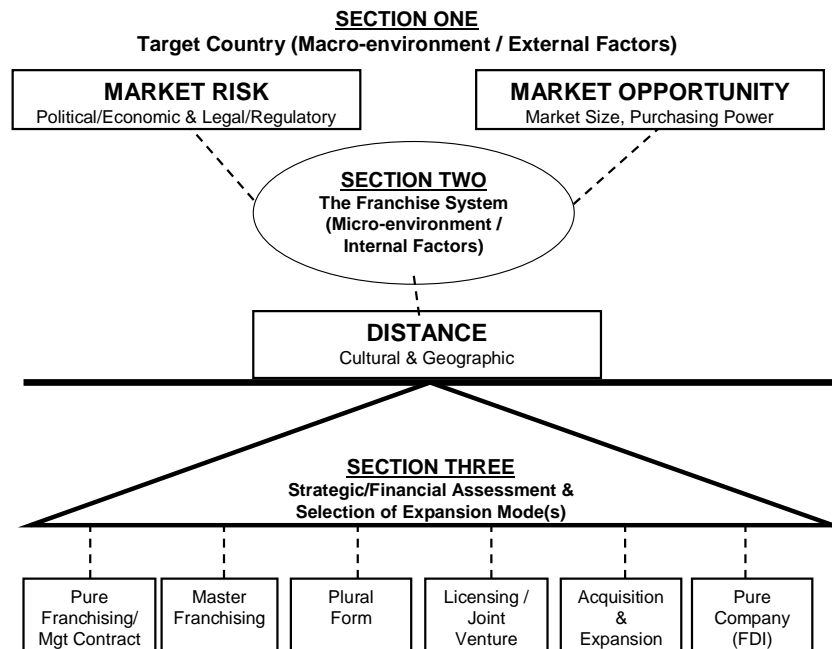 SECTION ONE
Target Country (Macro-environment / External Factors)
MARKET RISK
Political/Economic & Legal/Regulatory
MARKET OPPORTUNITY
Market Size, Purchasing Power
SECTION TWO
The Franchise System
(Micro-environment /
Internal Factors)
DISTANCE
Cultural & Geographic
SECTION THREE
Strategic/Financial Assessment &
Selection of Expansion Mode(s)
Pure
Franchising/
Mgt Contract
Master
Franchising
Plural
Form
Licensing /
Joint
Venture
Acquisition
&
Expansion
Pure
Company
(FDI)